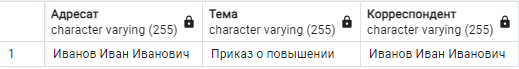 Адресат Тема Корреспондент
character varying (255) character varying (255) character varying (255)
1 Иванов Иван Иванович Приказ о повышении Иванов Иван Иванович